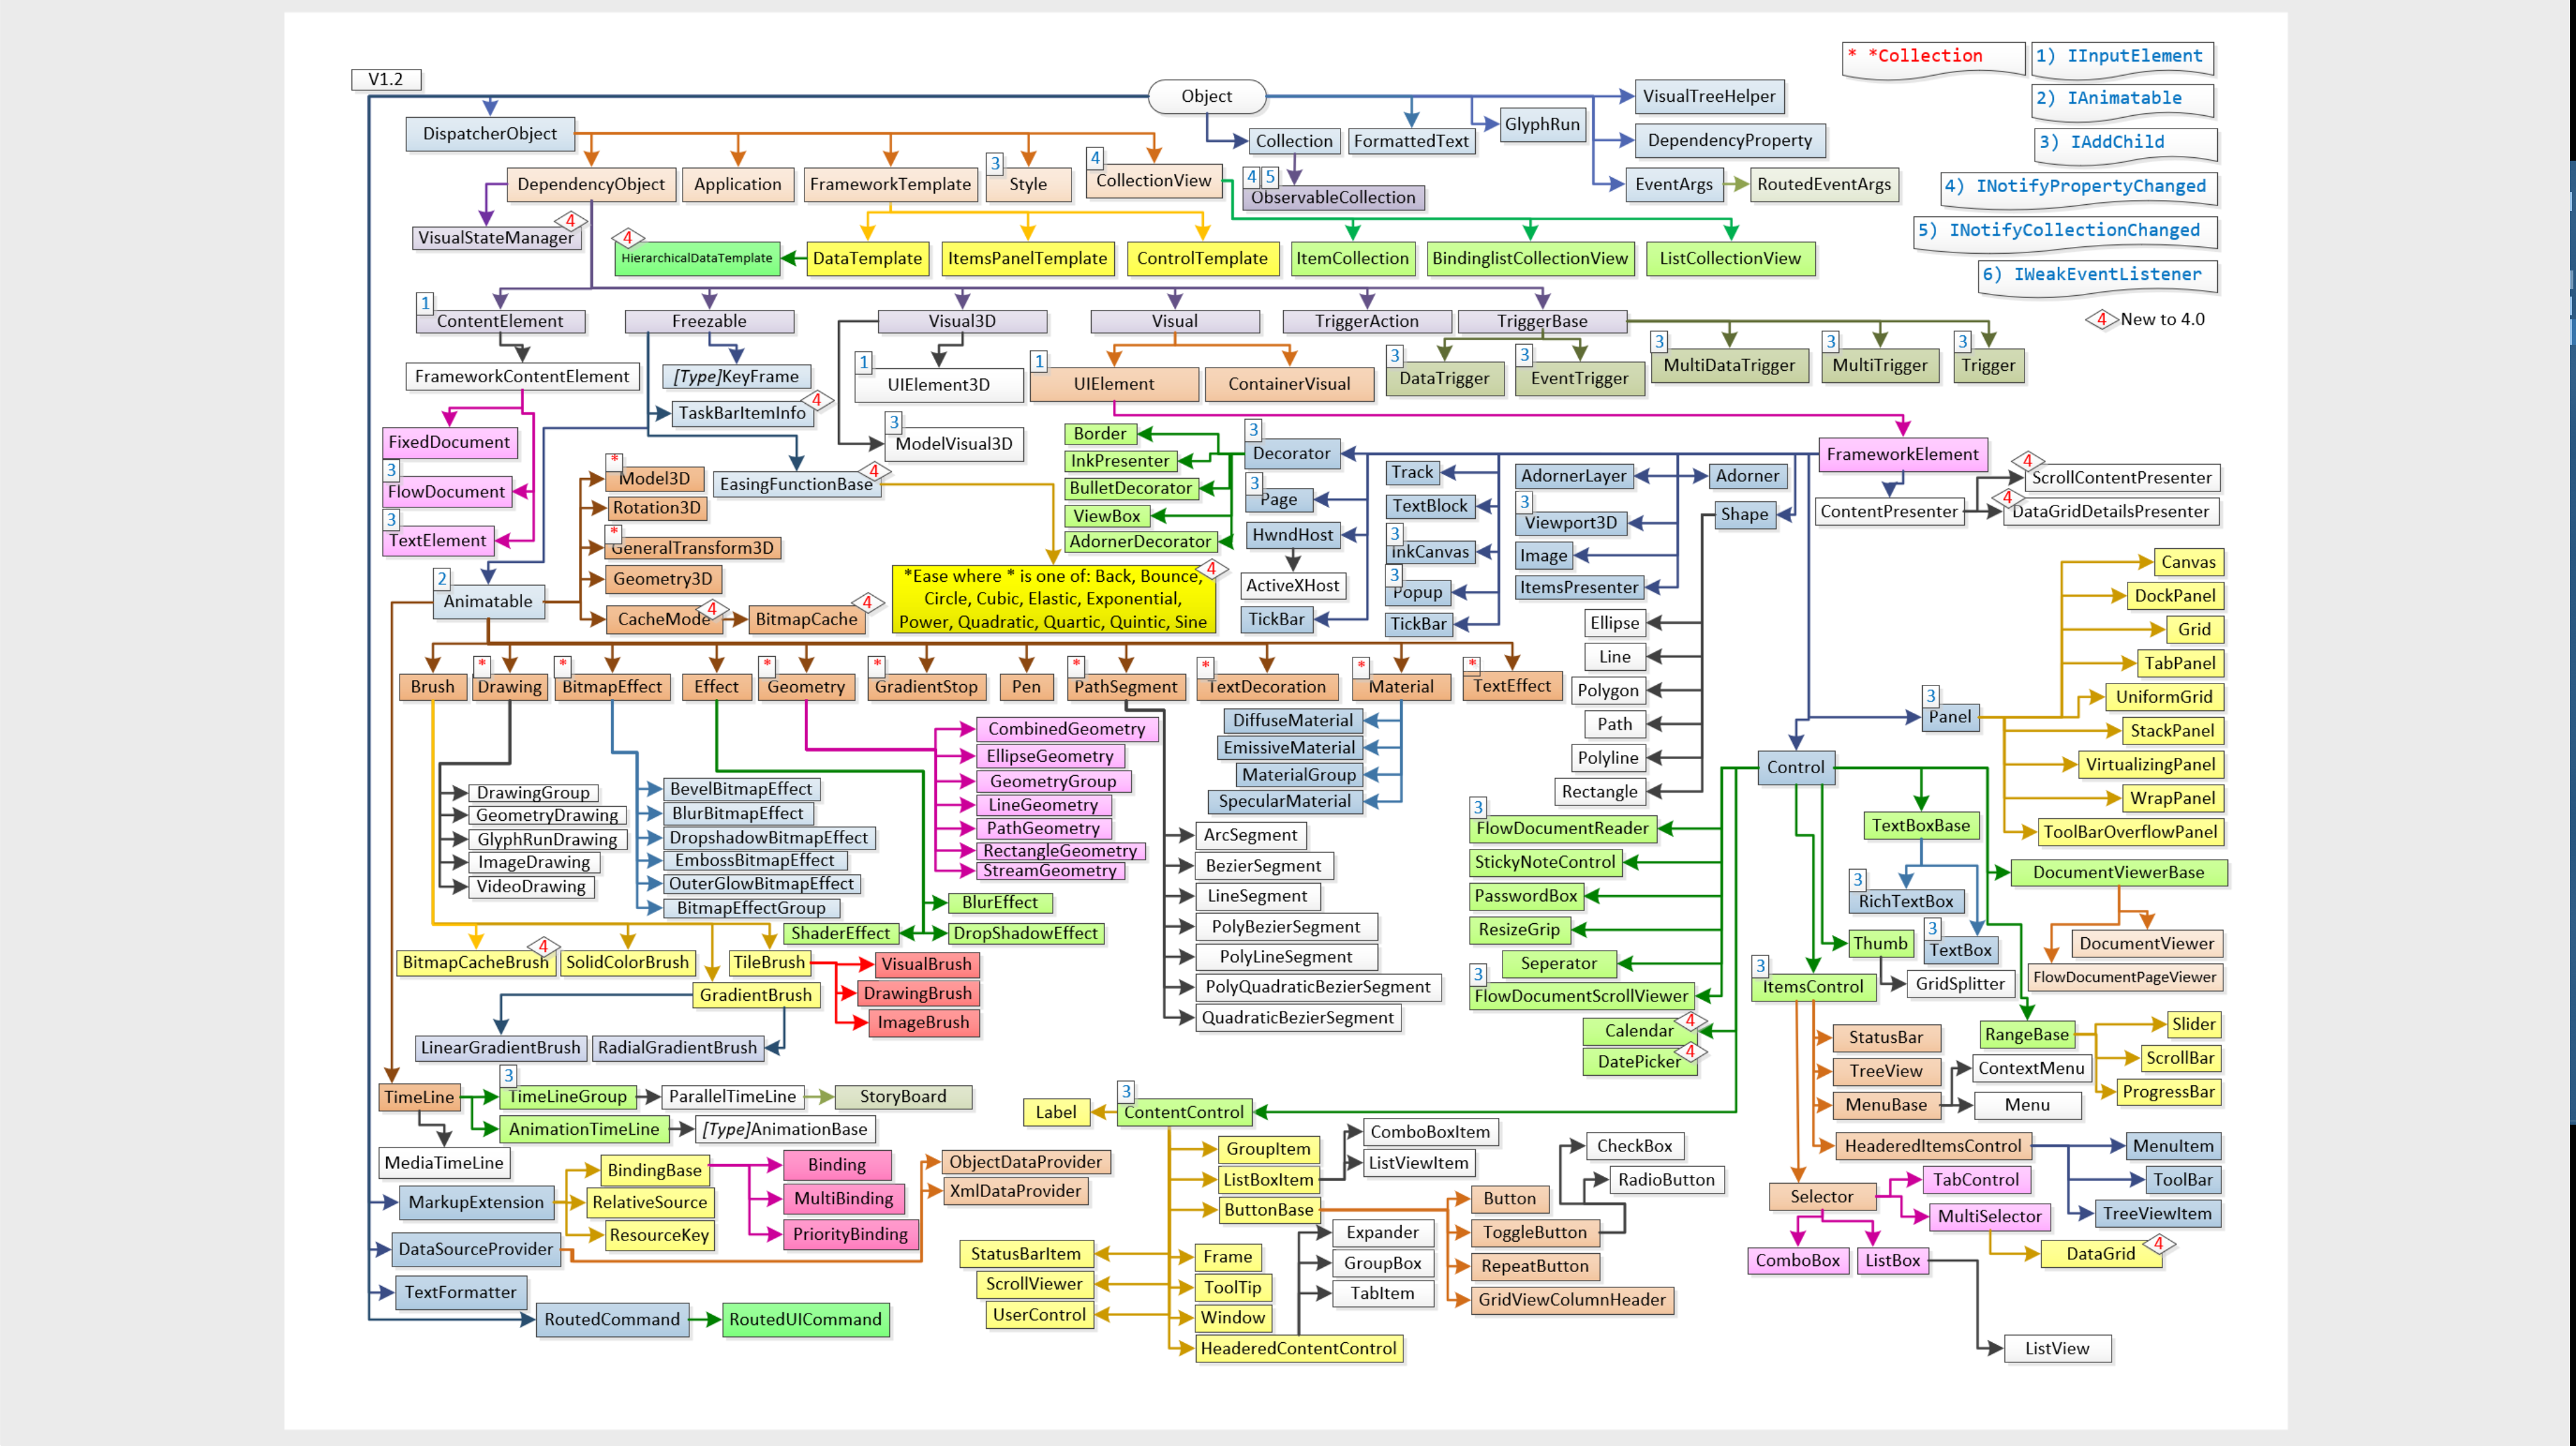 V1.2
Object
* *Collection
1) IInputElement
2) IAnimatable
3) IAddChild
4) INotifyPropertyChanged
5) INotifyCollectionChanged
6) IWeakEventListener
4 New to 4.0
DispatcherObject
Collection
FormattedText
GlyphRun
VisualTreeHelper
DependencyProperty
EventArgs
RoutedEventArgs
DependencyObject
Application
FrameworkTemplate
3
Style
4
CollectionView
4 5
ObservableCollection
VisualStateManager
4
4
HierarchicalDataTemplate
DataTemplate
ItemsPanelTemplate
ControlTemplate
ItemCollection
BindinglistCollectionView
ListCollectionView
1
ContentElement
Freezable
Visual3D
Visual
TriggerAction
TriggerBase
FrameworkContentElement
[Type]KeyFrame
1
UIElement3D
1
UIElement
ContainerVisual
3
DataTrigger
3
EventTrigger
3
MultiDataTrigger
3
MultiTrigger
3
Trigger
TaskBarItemInfo
4
3
ModelVisual3D
FixedDocument
3
FlowDocument
3
TextElement
*
Model3D
Rotation3D
*
GeneralTransform3D
Geometry3D
CacheMode
4
BitmapCache
4
EasingFunctionBase
4
*Ease where * is one of: Back, Bounce,
Circle, Cubic, Elastic, Exponential,
Power, Quadratic, Quartic, Quintic, Sine
4
2
Animatable
Border
InkPresenter
BulletDecorator
ViewBox
AdornerDecorator
3
Decorator
3
Page
HwndHost
ActiveXHost
TickBar
Track
TextBlock
3
InkCanvas
3
Popup
TickBar
AdornerLayer
Adorner
3
Viewport3D
Shape
Image
ItemsPresenter
FrameworkElement
4
ScrollContentPresenter
ContentPresenter
4
DataGridDetailsPresenter
Ellipse
Line
Polygon
Path
Polyline
Rectangle
Canvas
DockPanel
Grid
TabPanel
UniformGrid
3
Panel
StackPanel
VirtualizingPanel
WrapPanel
ToolBarOverflowPanel
Brush
*
Drawing
*
BitmapEffect
Effect
*
Geometry
*
GradientStop
Pen
*
PathSegment
*
TextDecoration
*
Material
*
TextEffect
DiffuseMaterial
EmissiveMaterial
MaterialGroup
SpecularMaterial
CombinedGeometry
EllipseGeometry
GeometryGroup
LineGeometry
PathGeometry
RectangleGeometry
StreamGeometry
DrawingGroup
GeometryDrawing
GlyphRunDrawing
ImageDrawing
VideoDrawing
BevelBitmapEffect
BlurBitmapEffect
DropshadowBitmapEffect
EmbossBitmapEffect
OuterGlowBitmapEffect
BitmapEffectGroup
BlurEffect
ShaderEffect
DropShadowEffect
ArcSegment
BezierSegment
LineSegment
PolyBezierSegment
PolyLineSegment
PolyQuadraticBezierSegment
QuadraticBezierSegment
BitmapCacheBrush
4
SolidColorBrush
TileBrush
VisualBrush
DrawingBrush
ImageBrush
GradientBrush
LinearGradientBrush
RadialGradientBrush
Control
3
FlowDocumentReader
StickyNoteControl
PasswordBox
ResizeGrip
Seperator
3
FlowDocumentScrollViewer
Calendar
4
DatePicker
4
TextBoxBase
3
RichTextBox
3
TextBox
DocumentViewerBase
DocumentViewer
FlowDocumentPageViewer
Thumb
GridSplitter
3
ItemsControl
RangeBase
Slider
ScrollBar
ProgressBar
StatusBar
TreeView
MenuBase
ContextMenu
Menu
HeaderedItemsControl
MenuItem
ToolBar
TreeViewItem
Selector
TabControl
MultiSelector
ComboBox
ListBox
DataGrid
4
ListView
TimeLine
3
TimeLineGroup
ParallelTimeLine
StoryBoard
AnimationTimeLine
[Type]AnimationBase
MediaTimeLine
MarkupExtension
BindingBase
RelativeSource
ResourceKey
Binding
MultiBinding
PriorityBinding
ObjectDataProvider
XmlDataProvider
DataSourceProvider
TextFormatter
RoutedCommand
RoutedUICommand
Label
3
ContentControl
GroupItem
ListBoxItem
ButtonBase
ComboBoxItem
ListViewItem
CheckBox
RadioButton
Button
ToggleButton
RepeatButton
GridViewColumnHeader
Expander
GroupBox
TabItem
StatusBarItem
ScrollViewer
UserControl
Frame
ToolTip
Window
HeaderedContentControl